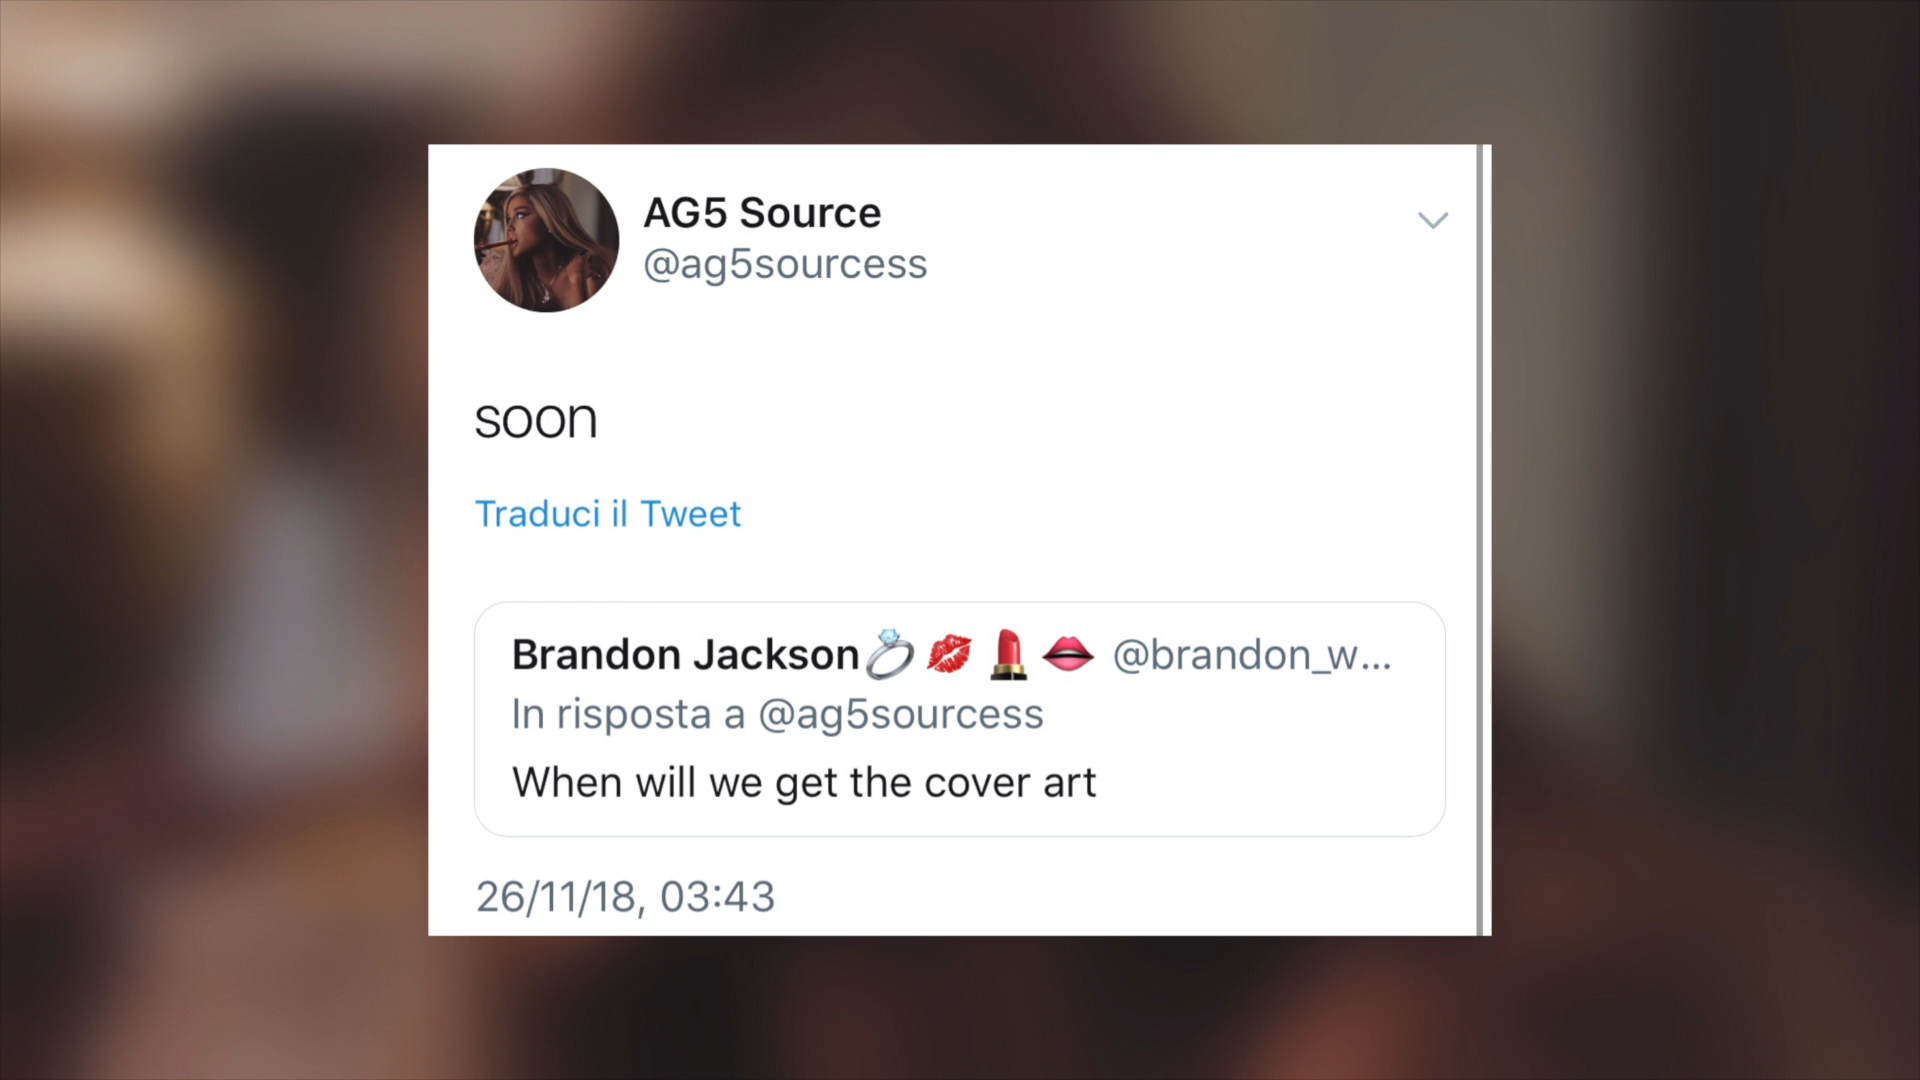 AG5 Source
@ag5sourcess
soon
Traduci il Tweet
Brandon Jackson💍💋💄👄 @brandon_w...
In risposta a @ag5sourcess
When will we get the cover art
26/11/18, 03:43